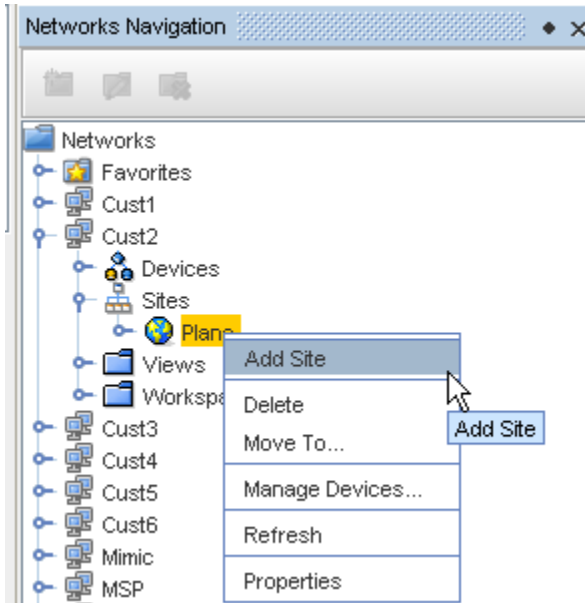 Networks Navigation
Networks
Favorites
Cust1
Cust2
Devices
Sites
Add Site
Views
Delete
Add Site
Cust3
Move To...
Cust4
Cust5
Manage Devices...
Cust6
Refresh
Mimic
MSP
Properties